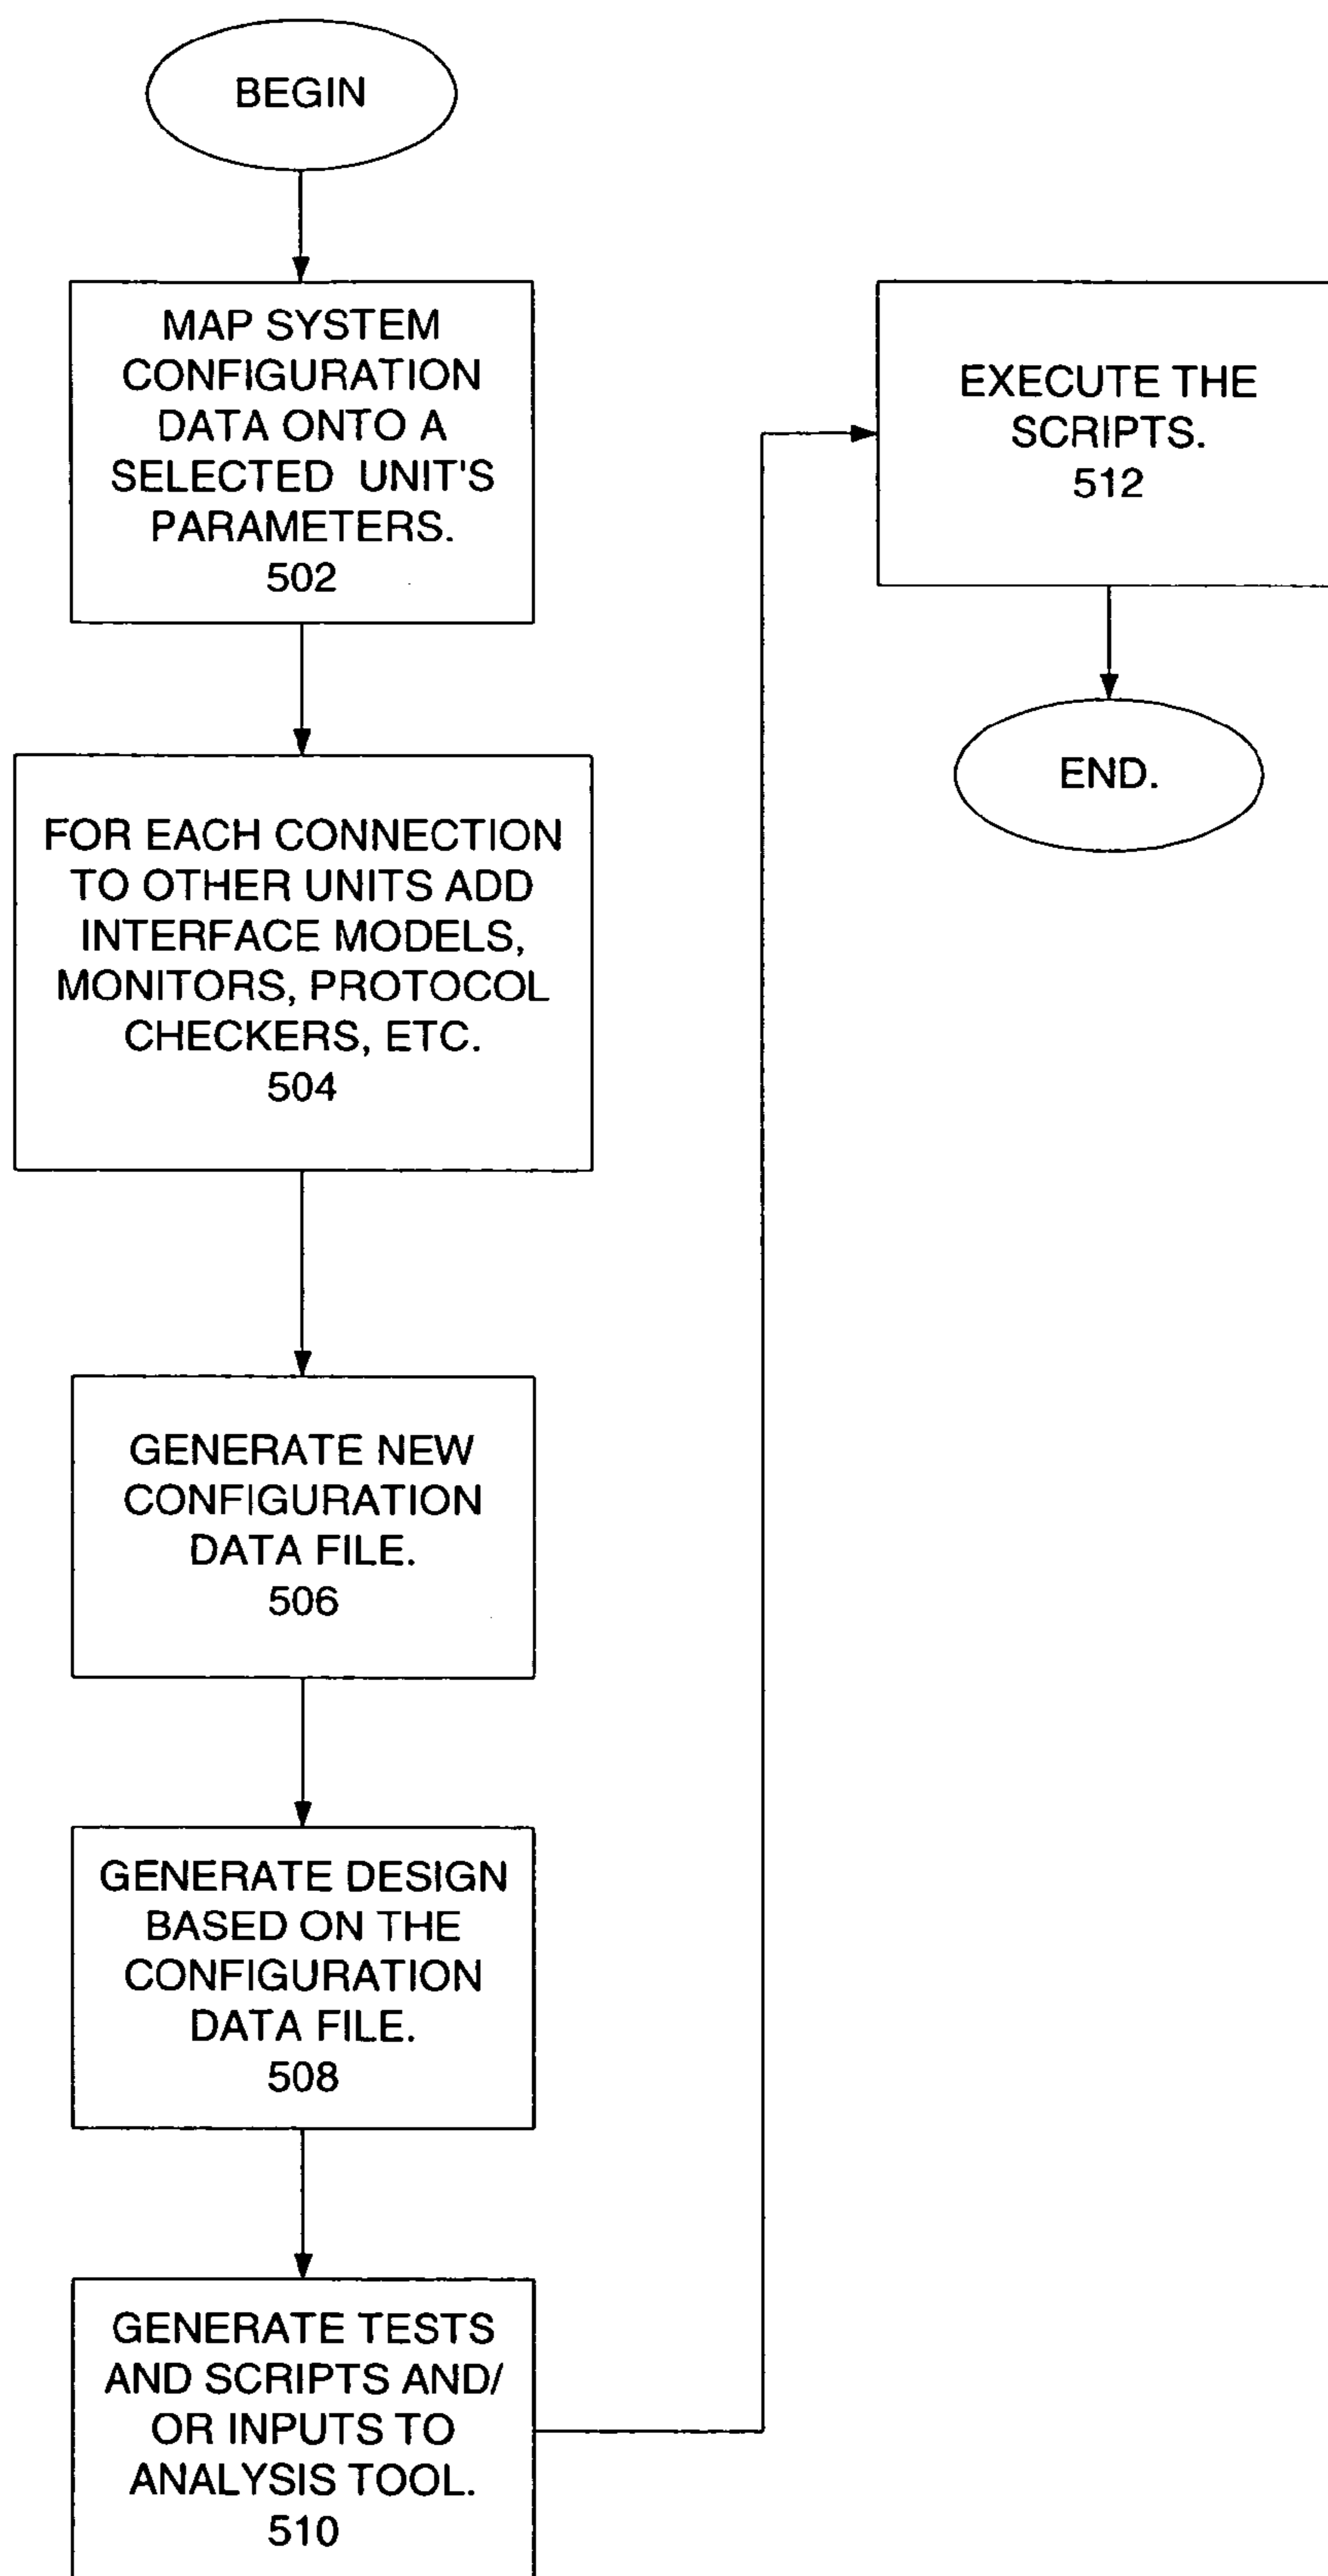 BEGIN
MAP SYSTEM
CONFIGURATION
DATA ONTO A
SELECTED UNIT'S
PARAMETERS.
502
FOR EACH CONNECTION
TO OTHER UNITS ADD
INTERFACE MODELS,
MONITORS, PROTOCOL
CHECKERS, ETC.
504
GENERATE NEW
CONFIGURATION
DATA FILE.
506
GENERATE DESIGN
BASED ON THE
CONFIGURATION
DATA FILE.
508
GENERATE TESTS
AND SCRIPTS AND/
OR INPUTS TO
ANALYSIS TOOL.
510
EXECUTE THE
SCRIPTS.
512
END.